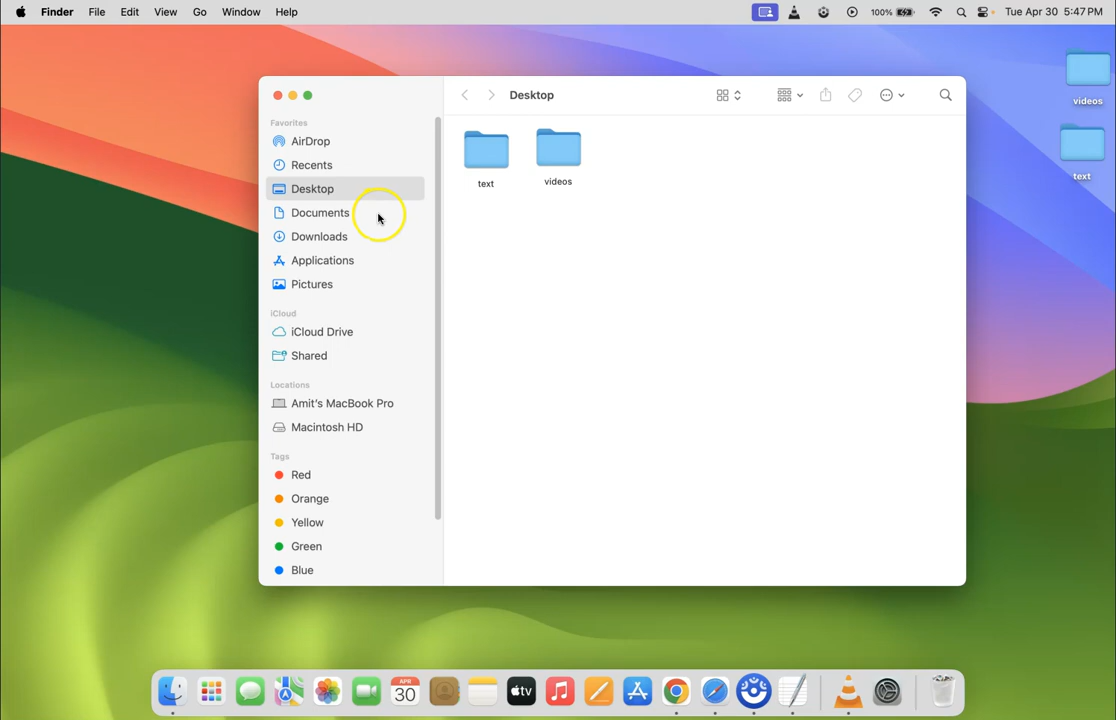 Finder File Edit View Go Window Help 100% Tue Apr 30 5:47 PM
Desktop
Favorites
AirDrop
Recents
Desktop
Documents
Downloads
Applications
Pictures
iCloud
iCloud Drive
Shared
Locations
Amit's MacBook Pro
Macintosh HD
Tags
Red
Orange
Yellow
Green
Blue
text videos
videos
text
APR
30
tv